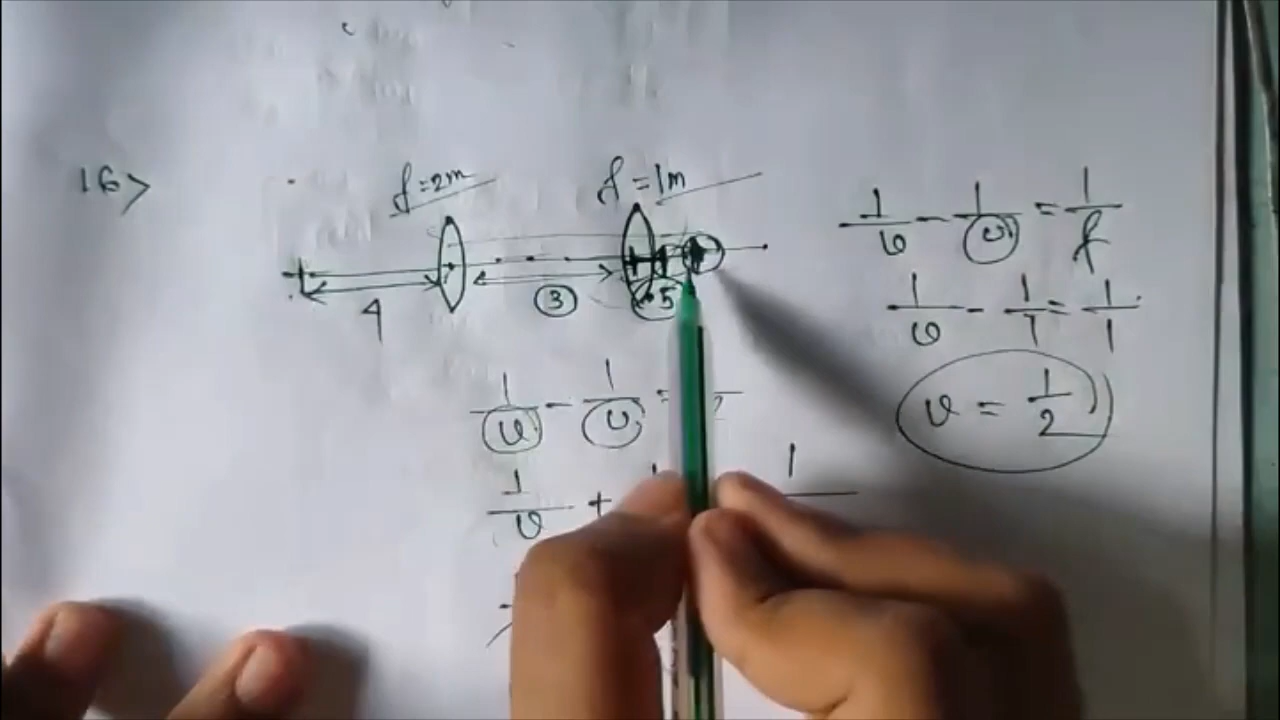 16>
f=2m
f=1m
4
3
.5
1/v - 1/u = 1/f
1/v - 1/1 = 1/1
v = 1/2
1/v - 1/u =
1/v +